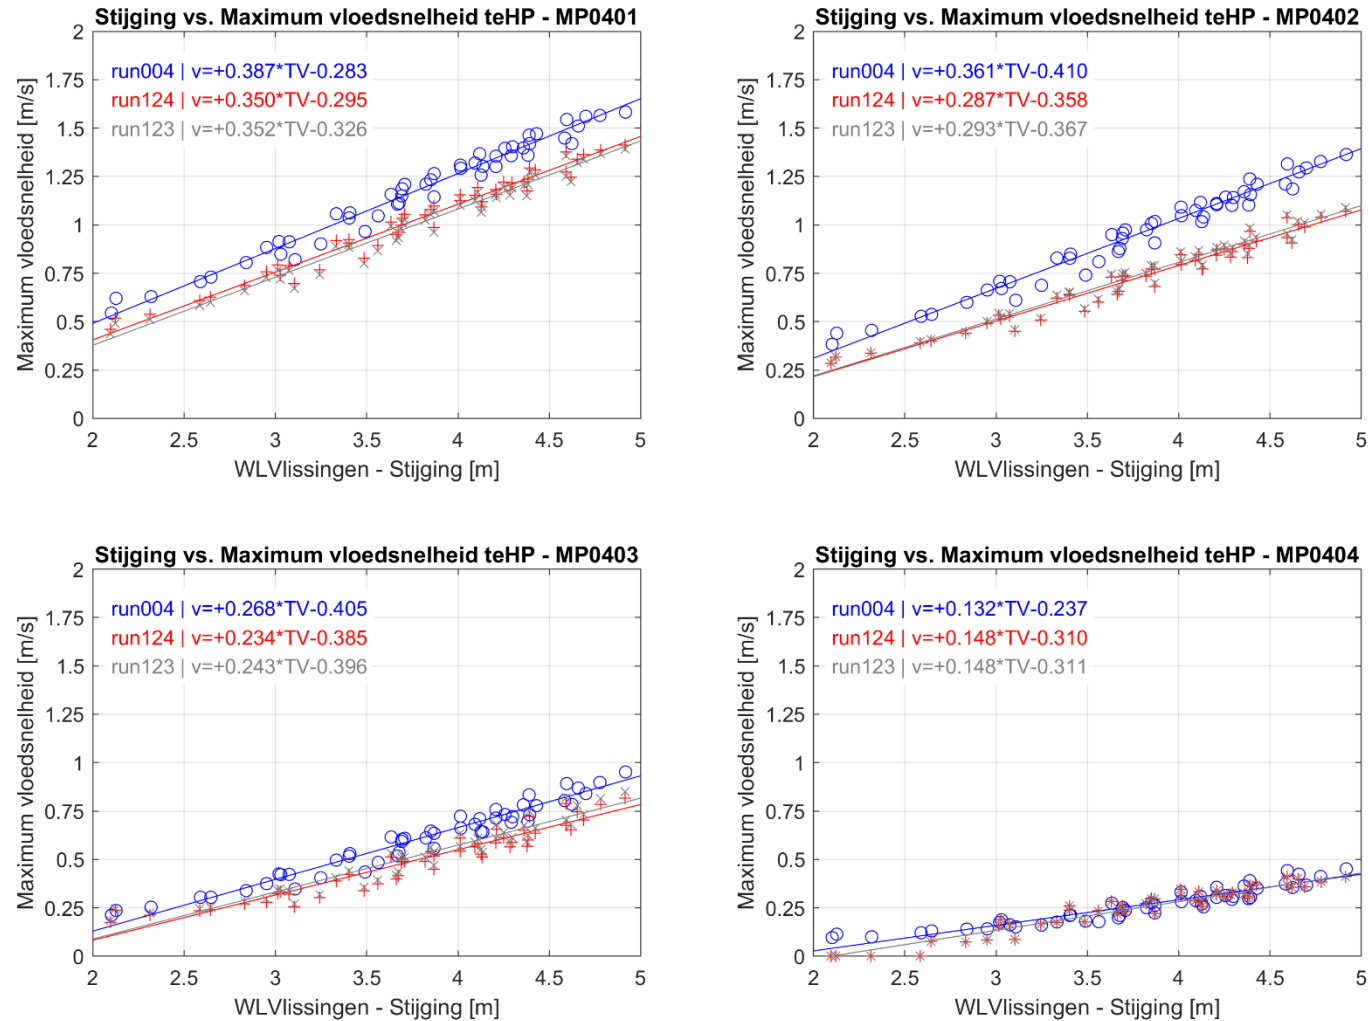 Stijging vs. Maximum vloedsnelheid teHP - MP0401
run004 | v=+0.387*TV-0.283
run124 | v=+0.350*TV-0.295
run123 | v=+0.352*TV-0.326
Maximum vloedsnelheid [m/s]
2
1.75
1.5
1.25
1
0.75
0.5
0.25
0
2 2.5 3 3.5 4 4.5 5
WLVlissingen - Stijging [m]
Stijging vs. Maximum vloedsnelheid teHP - MP0402
run004 | v=+0.361*TV-0.410
run124 | v=+0.287*TV-0.358
run123 | v=+0.293*TV-0.367
Maximum vloedsnelheid [m/s]
2
1.75
1.5
1.25
1
0.75
0.5
0.25
0
2 2.5 3 3.5 4 4.5 5
WLVlissingen - Stijging [m]
Stijging vs. Maximum vloedsnelheid teHP - MP0403
run004 | v=+0.268*TV-0.405
run124 | v=+0.234*TV-0.385
run123 | v=+0.243*TV-0.396
Maximum vloedsnelheid [m/s]
2
1.75
1.5
1.25
1
0.75
0.5
0.25
0
2 2.5 3 3.5 4 4.5 5
WLVlissingen - Stijging [m]
Stijging vs. Maximum vloedsnelheid teHP - MP0404
run004 | v=+0.132*TV-0.237
run124 | v=+0.148*TV-0.310
run123 | v=+0.148*TV-0.311
Maximum vloedsnelheid [m/s]
2
1.75
1.5
1.25
1
0.75
0.5
0.25
0
2 2.5 3 3.5 4 4.5 5
WLVlissingen - Stijging [m]